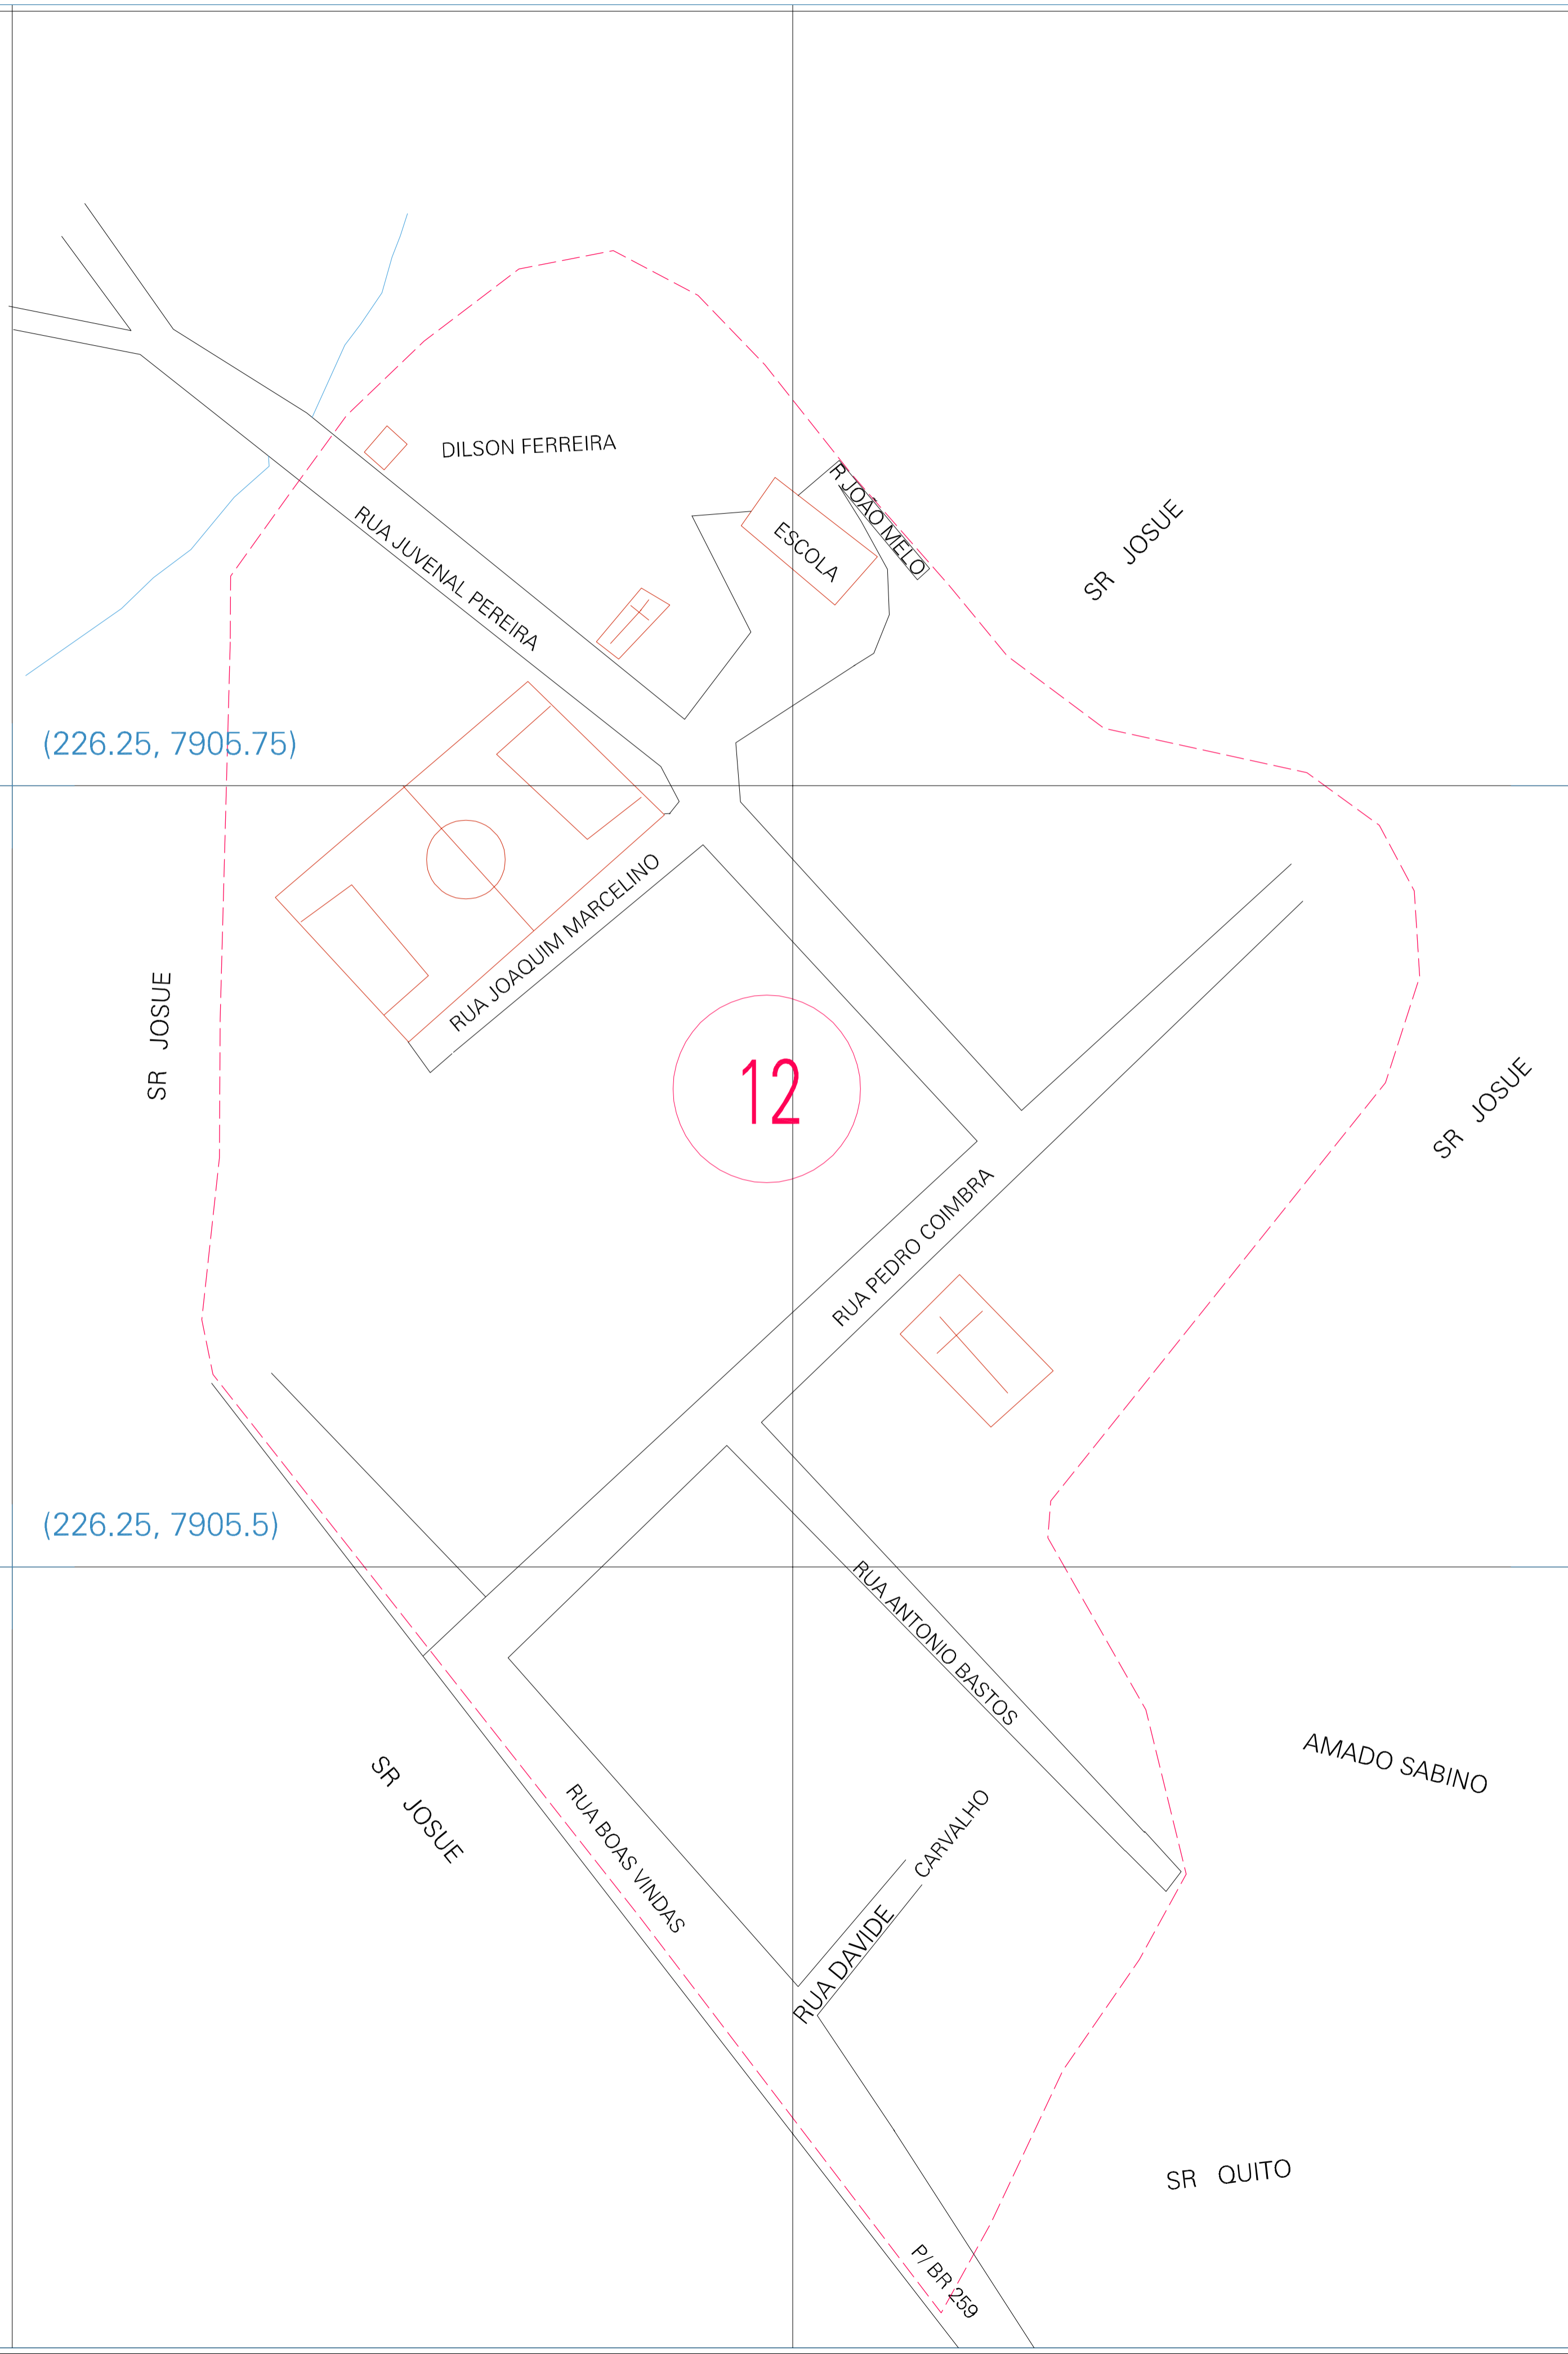 DILSON FERREIRA
R JOÃO MELO
ESCOLA
SR JOSUE
RUA JUVENAL PEREIRA
(226.25, 7905.75)
RUA JOAQUIM MARCELINO
SR JOSUE
12
SR JOSUE
RUA PEDRO COIMBRA
(226.25, 7905.5)
RUA ANTONIO BASTOS
AMADO SABINO
SR JOSUE
RUA BOAS VINDAS
RUA DAVIDE CARVALHO
SR QUITO
P/ BR 259